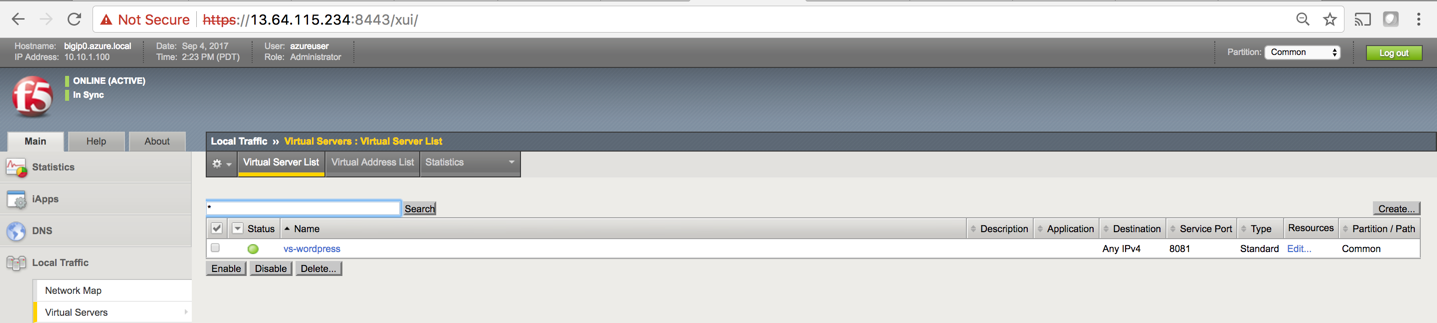 Not Secure https://13.64.115.234:8443/xui/
Hostname: bigip0.azure.local Date: Sep 4, 2017 User: azureuser
IP Address: 10.10.1.100 Time: 2:23 PM (PDT) Role: Administrator
Partition: Common Log out
f5
ONLINE (ACTIVE)
In Sync
Main Help About
Local Traffic » Virtual Servers : Virtual Server List
Virtual Server List Virtual Address List Statistics
Statistics
iApps
DNS
Local Traffic
Network Map
Virtual Servers
* Search Create...
Status Name Description Application Destination Service Port Type Resources Partition / Path
vs-wordpress Any IPv4 8081 Standard Edit... Common
Enable Disable Delete...